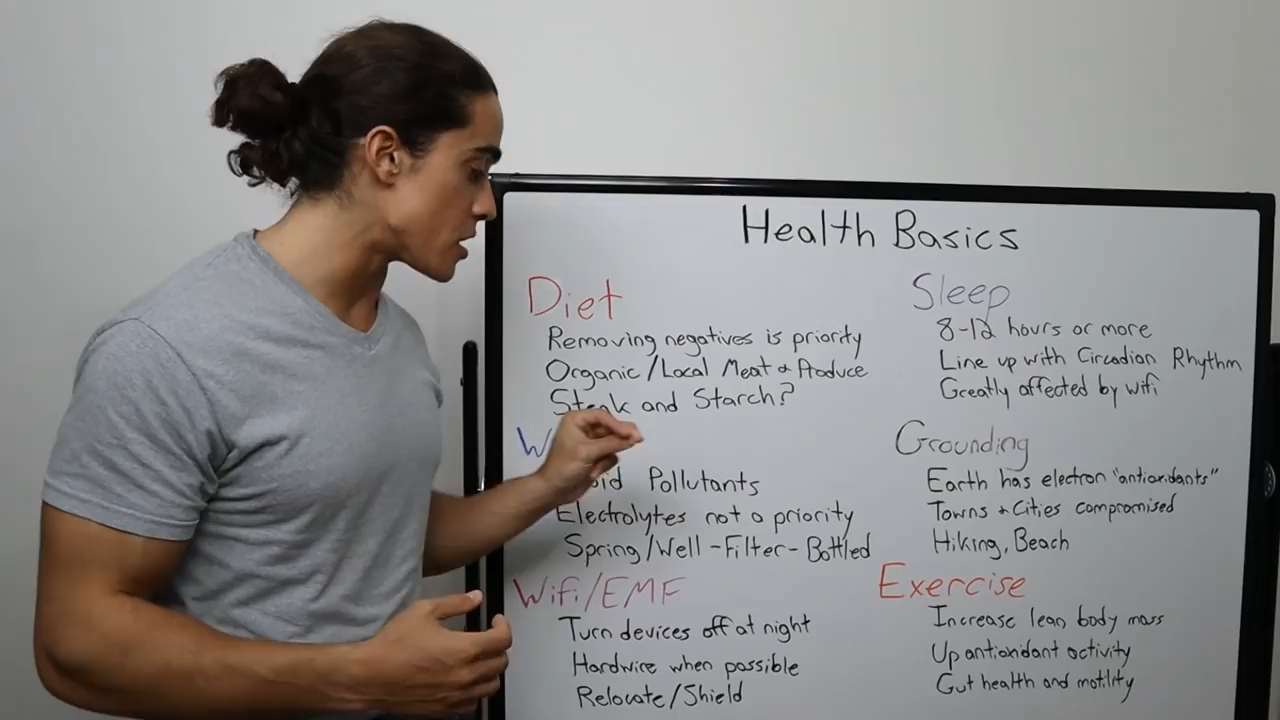 Health Basics
Diet
Removing negatives is priority
Organic/Local Meat & Produce
Steak and Starch?
Pollutants
Electrolytes not a priority
Spring/Well-Filter-Bottled
Wifi/EMF
Turn devices off at night
Hardwire when possible
Relocate/Shield
Sleep
8-12 hours or more
Line up with Circadian Rhythm
Greatly affected by wifi
Grounding
Earth has electron "antioxidants"
Towns & Cities compromised
Hiking, Beach
Exercise
Increase lean body mass
Up antioxidant activity
Gut health and motility